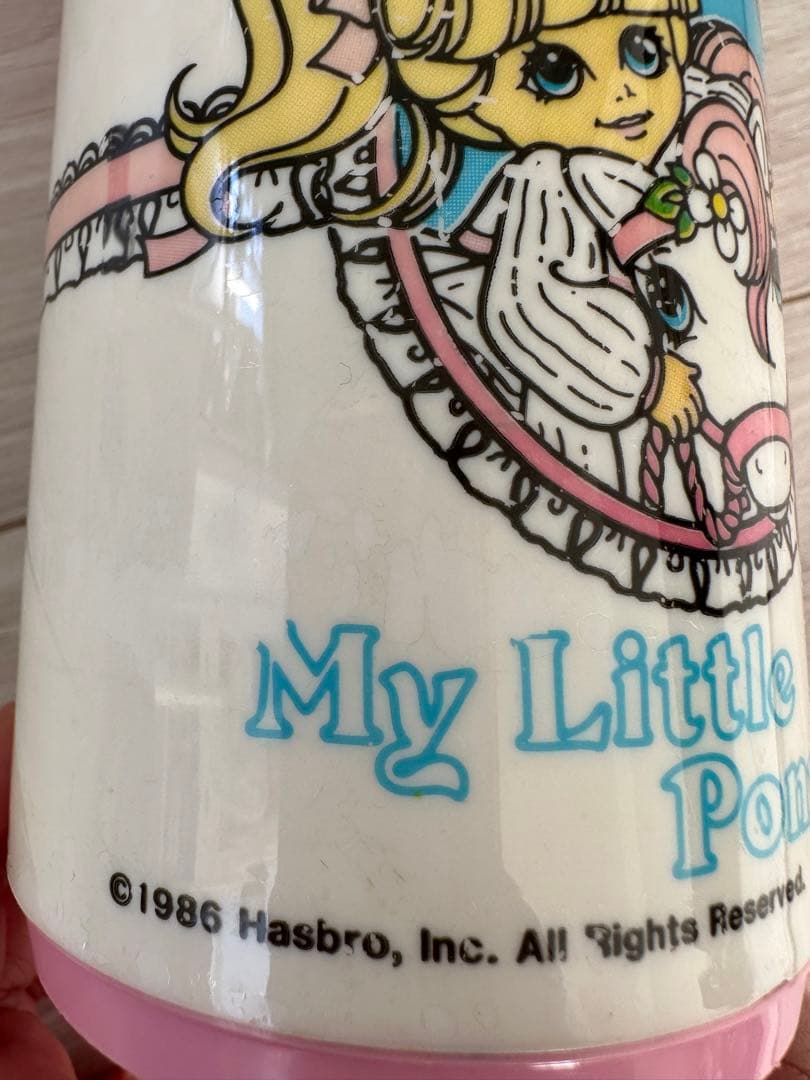 My Little
Pon
©1986 Hasbro, Inc. All Rights Reserved.